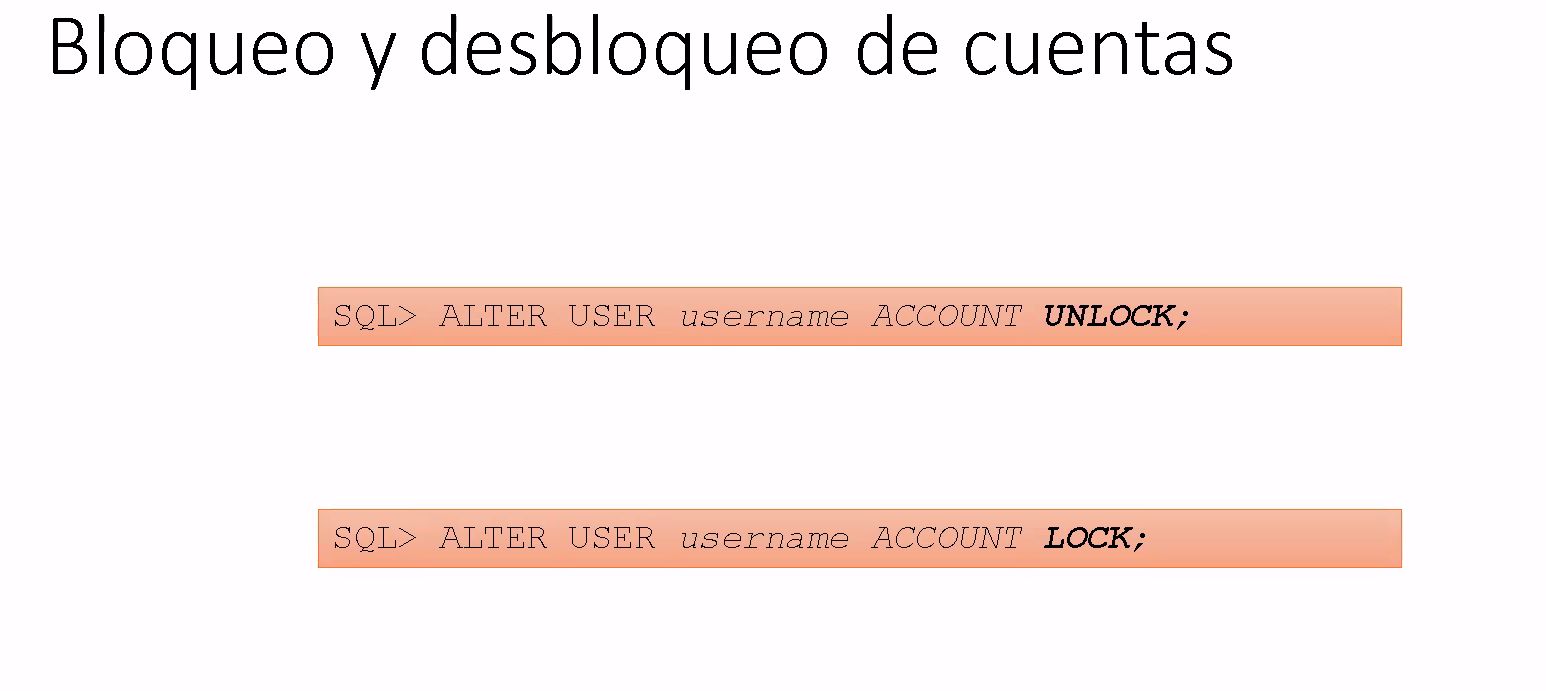 Bloqueo y desbloqueo de cuentas
SQL> ALTER USER username ACCOUNT UNLOCK;
SQL> ALTER USER username ACCOUNT LOCK;